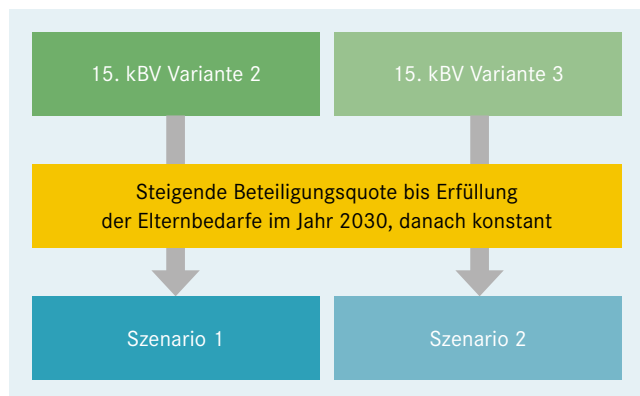 15. kBV Variante 2
15. kBV Variante 3
Steigende Beteiligungsquote bis Erfüllung
der Elternbedarfe im Jahr 2030, danach konstant
Szenario 1
Szenario 2